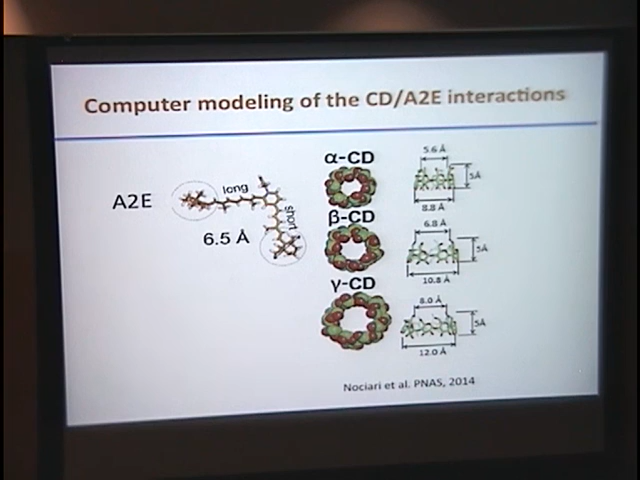 Computer modeling of the CD/A2E interactions
A2E
long
short
6.5 Å
α-CD
5.6 Å
5Å
8.8 Å
β-CD
6.8 Å
5Å
10.8 Å
γ-CD
8.0 Å
5Å
12.0 Å
Nociari et al. PNAS, 2014